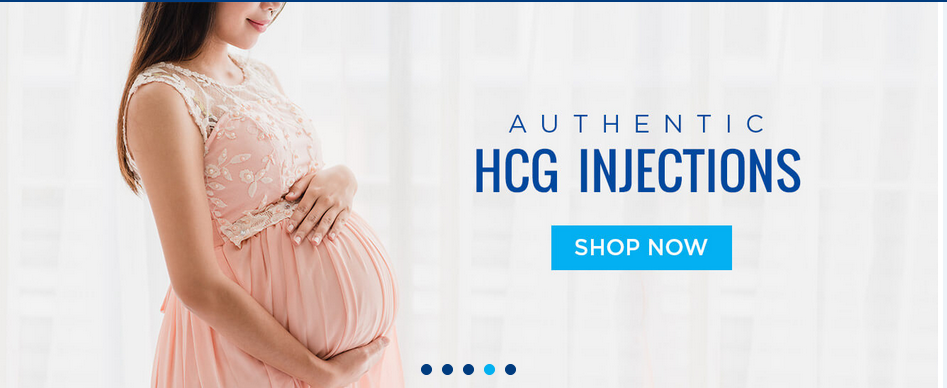 AUTHENTIC
HCG INJECTIONS
SHOP NOW